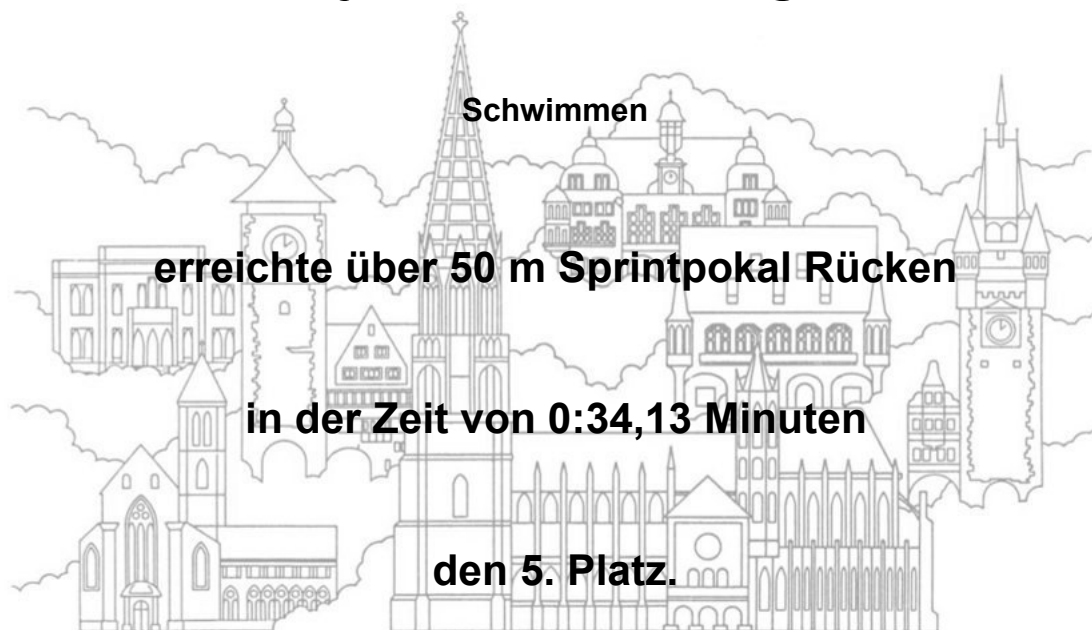 Schwimmen
erreichte über 50 m Sprintpokal Rücken
in der Zeit von 0:34,13 Minuten
den 5. Platz.